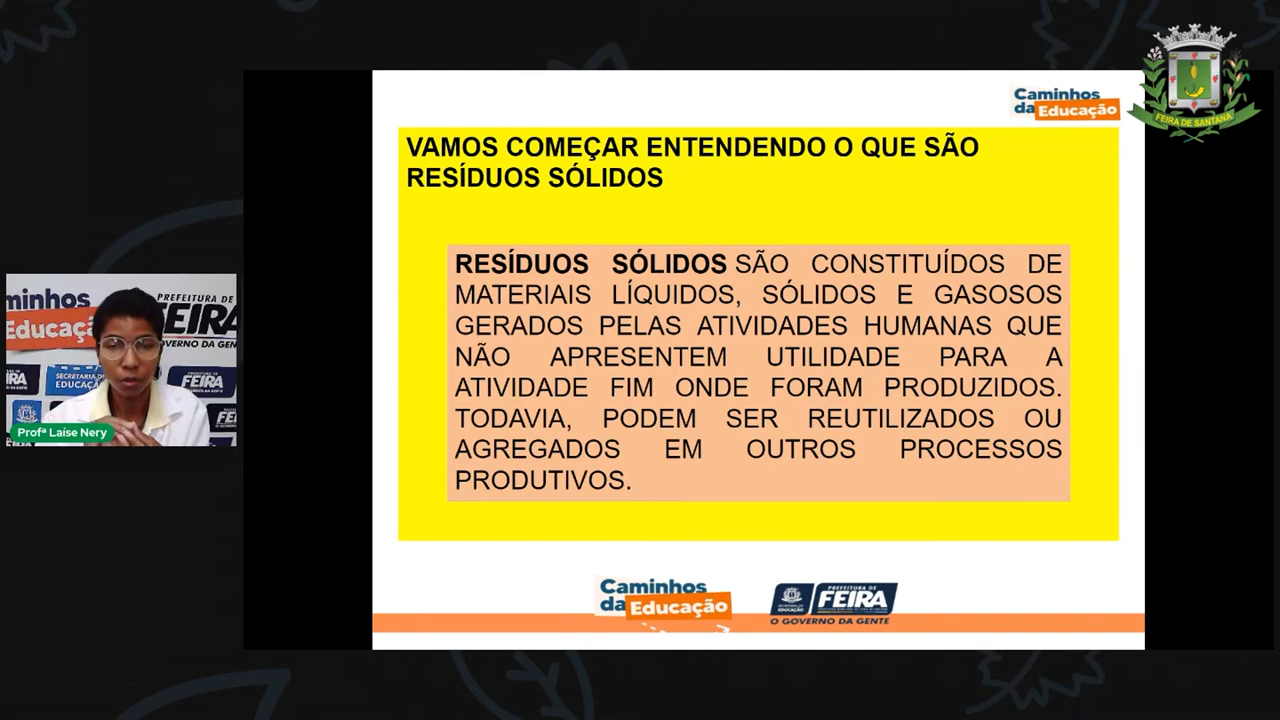 Caminhos
da Educação
FEIRA DE SANTANA
VAMOS COMEÇAR ENTENDENDO O QUE SÃO
RESÍDUOS SÓLIDOS
RESÍDUOS SÓLIDOS SÃO CONSTITUÍDOS DE
MATERIAIS LÍQUIDOS, SÓLIDOS E GASOSOS
GERADOS PELAS ATIVIDADES HUMANAS QUE
NÃO APRESENTEM UTILIDADE PARA A
ATIVIDADE FIM ONDE FORAM PRODUZIDOS.
TODAVIA, PODEM SER REUTILIZADOS OU
AGREGADOS EM OUTROS PROCESSOS
PRODUTIVOS.
minhos
Educaç
PREFEITURA DE
FEIRA
GOVERNO DA GENTE
SECRETARIA DE
EDUCAÇÃO
FEIRA
Profª Laíse Nery
Caminhos
da Educação
PREFEITURA DE
FEIRA
O GOVERNO DA GENTE